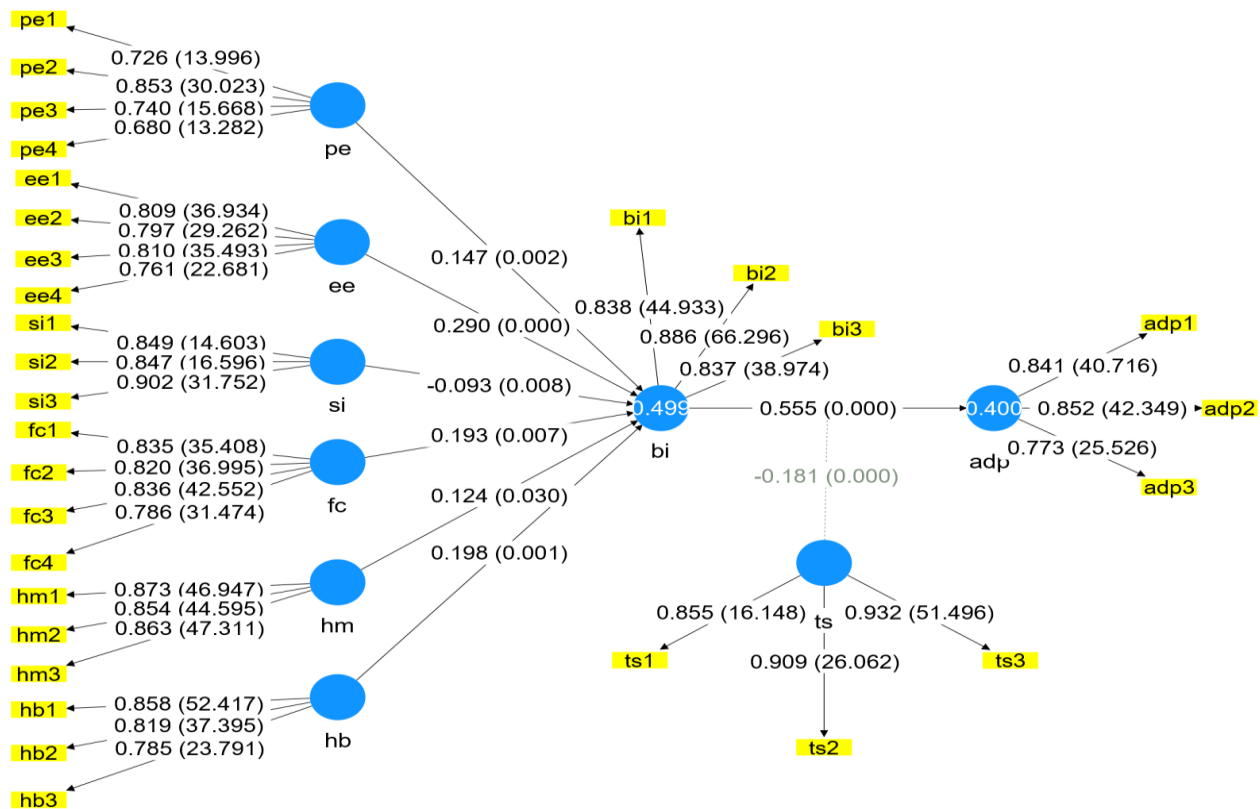 pe1
0.726 (13.996)
pe2
0.853 (30.023)
pe3
0.740 (15.668)
pe4
0.680 (13.282)
pe
ee1
0.809 (36.934)
ee2
0.797 (29.262)
ee3
0.810 (35.493)
ee4
0.761 (22.681)
ee
si1
0.849 (14.603)
si2
0.847 (16.596)
si3
0.902 (31.752)
si
fc1
0.835 (35.408)
fc2
0.820 (36.995)
fc3
0.836 (42.552)
fc4
0.786 (31.474)
fc
hm1
0.873 (46.947)
hm2
0.854 (44.595)
hm3
0.863 (47.311)
hm
hb1
0.858 (52.417)
hb2
0.819 (37.395)
hb3
0.785 (23.791)
hb
0.147 (0.002)
0.290 (0.000)
-0.093 (0.008)
0.193 (0.007)
0.124 (0.030)
0.198 (0.001)
bi1
0.838 (44.933)
bi2
0.886 (66.296)
bi3
0.837 (38.974)
0.499
bi
0.555 (0.000)
-0.181 (0.000)
0.400
adp
adp1
0.841 (40.716)
0.852 (42.349)
adp2
0.773 (25.526)
adp3
ts
0.855 (16.148)
ts1
0.909 (26.062)
ts2
0.932 (51.496)
ts3